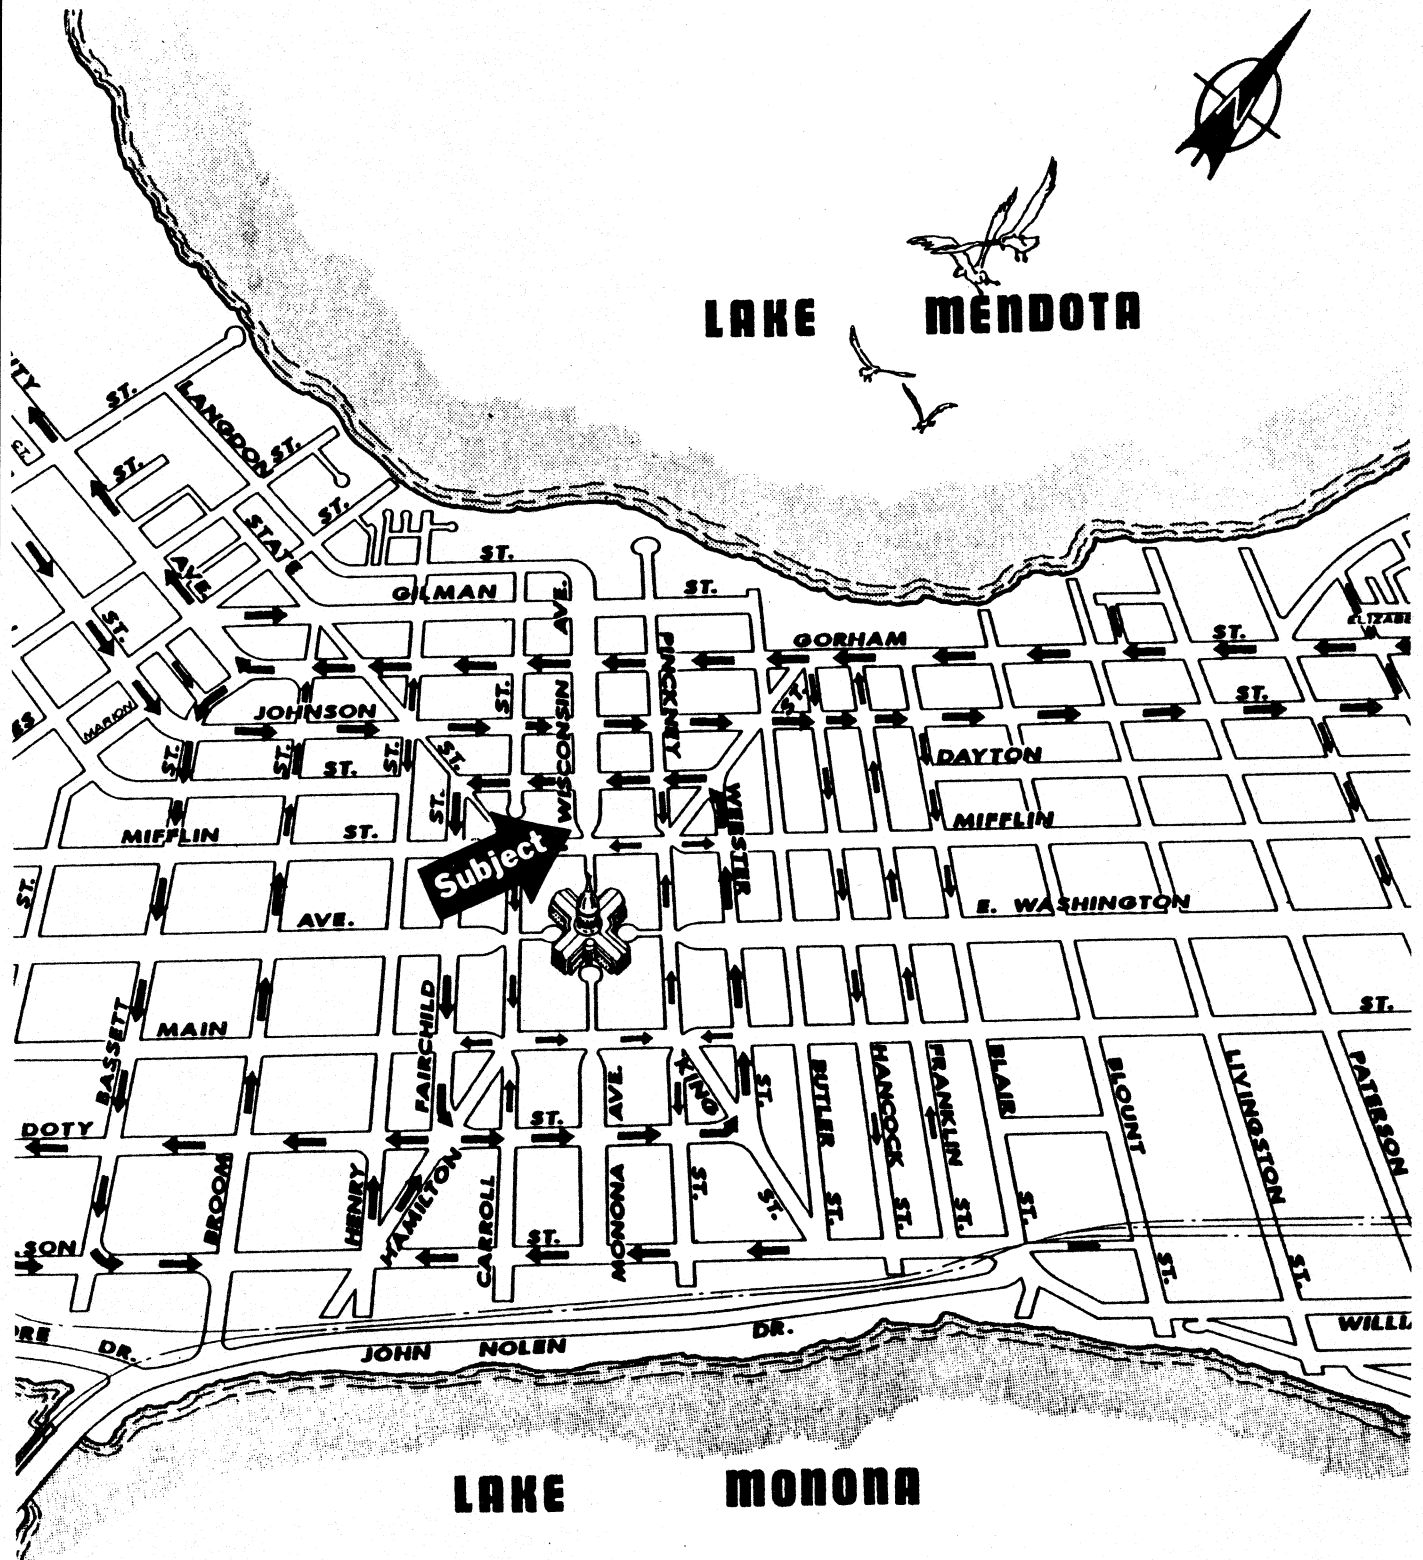 N
LAKE MENDOTA
ST.
LANGDON
ST.
CT.
ST.
ST.
STATE
ST.
AVE.
GILMAN
AVE.
ST.
ST.
PINCKNEY
GORHAM
ST.
MARION
JOHNSON
ST.
WISCONSIN
ST.
ST.
ST.
ST.
ST.
ST.
ST.
DAYTON
ST.
MIFFLIN
ST.
WEBSTER
MIFFLIN
Subject
ST.
AVE.
E. WASHINGTON
BASSETT
MAIN
FAIRCHILD
ST.
KING
AVE.
ST.
BUTLER
HANCOCK
FRANKLIN
BLAIR
BLOUNT
LIVINGSTON
PATERSON
DOTY
ST.
BROOM
HENRY
HAMILTON
CARROLL
MONONA
ST.
ST.
ST.
ST.
ST.
ST.
ST.
ST.
ST.
JOHN NOLEN DR.
DR.
LAKE MONONA